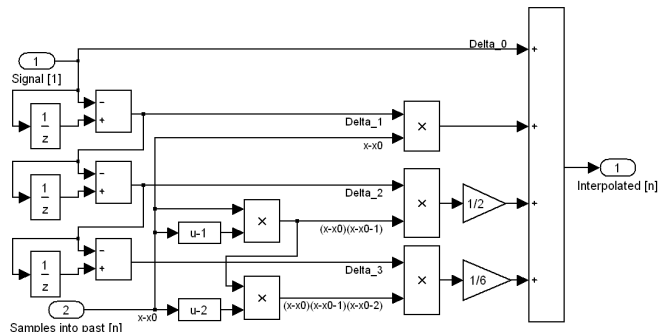 Delta_0
+
1
Signal [1]
−
+
1
z
Delta_1
×
+
x-x0
1
Interpolated [n]
−
+
1
z
Delta_2
×
1/2
+
×
(x-x0)(x-x0-1)
u-1
−
+
1
z
Delta_3
×
1/6
+
×
(x-x0)(x-x0-1)(x-x0-2)
u-2
2
x-x0
Samples into past [n]